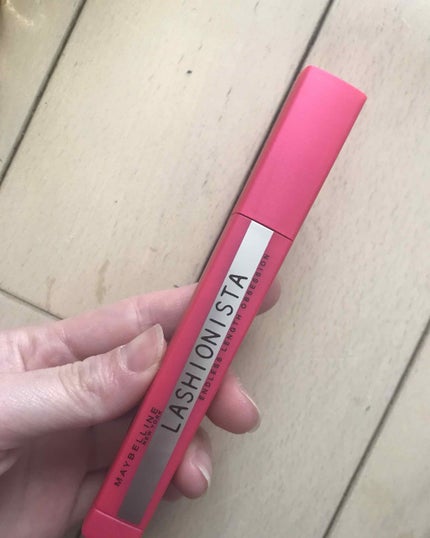 MAYBELLINE
NEW YORK
LASHIONISTA
ENDLESS LENGTH OBSESSION